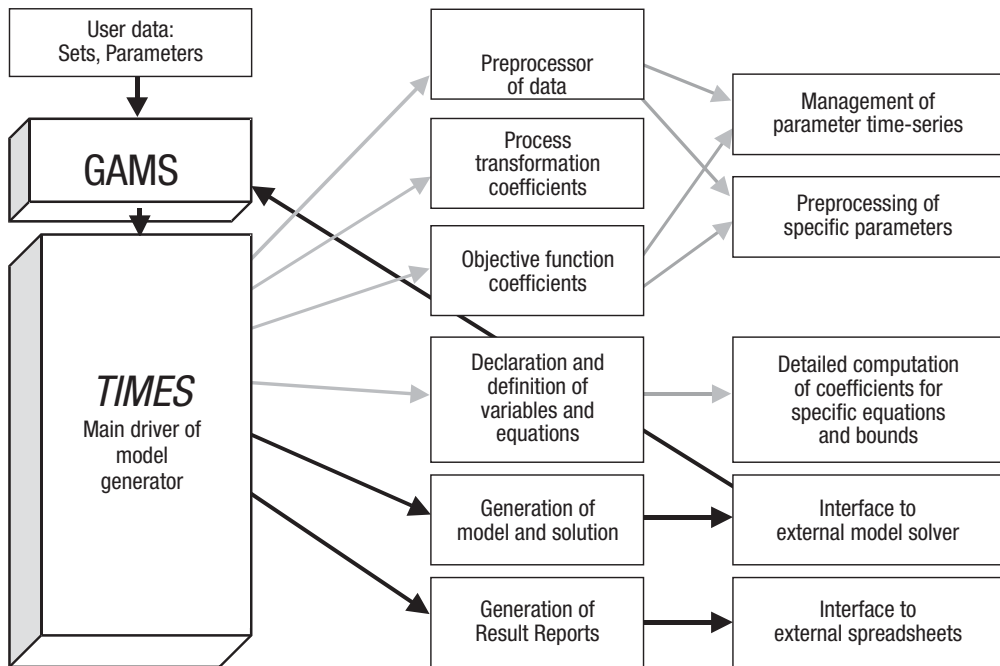 User data:
Sets, Parameters
GAMS
TIMES
Main driver of
model
generator
Preprocessor
of data
Process
transformation
coefficients
Objective function
coefficients
Declaration and
definition of
variables and
equations
Generation of
model and solution
Generation of
Result Reports
Management of
parameter time-series
Preprocessing of
specific parameters
Detailed computation
of coefficients for
specific equations
and bounds
Interface to
external model solver
Interface to
external spreadsheets